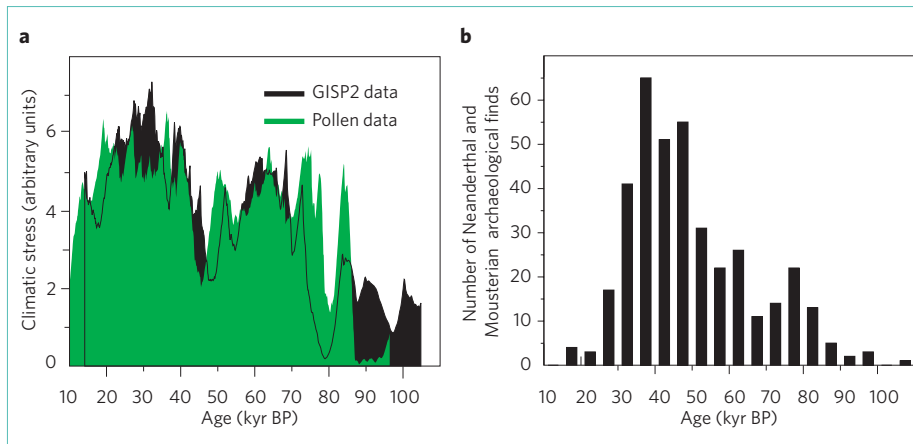 a
Climatic stress (arbitrary units)
6
4
2
0
GISP2 data
Pollen data
10 20 30 40 50 60 70 80 90 100
Age (kyr BP)
b
Number of Neanderthal and
Mousterian archaeological finds
60
50
40
30
20
10
0
10 20 30 40 50 60 70 80 90 100
Age (kyr BP)